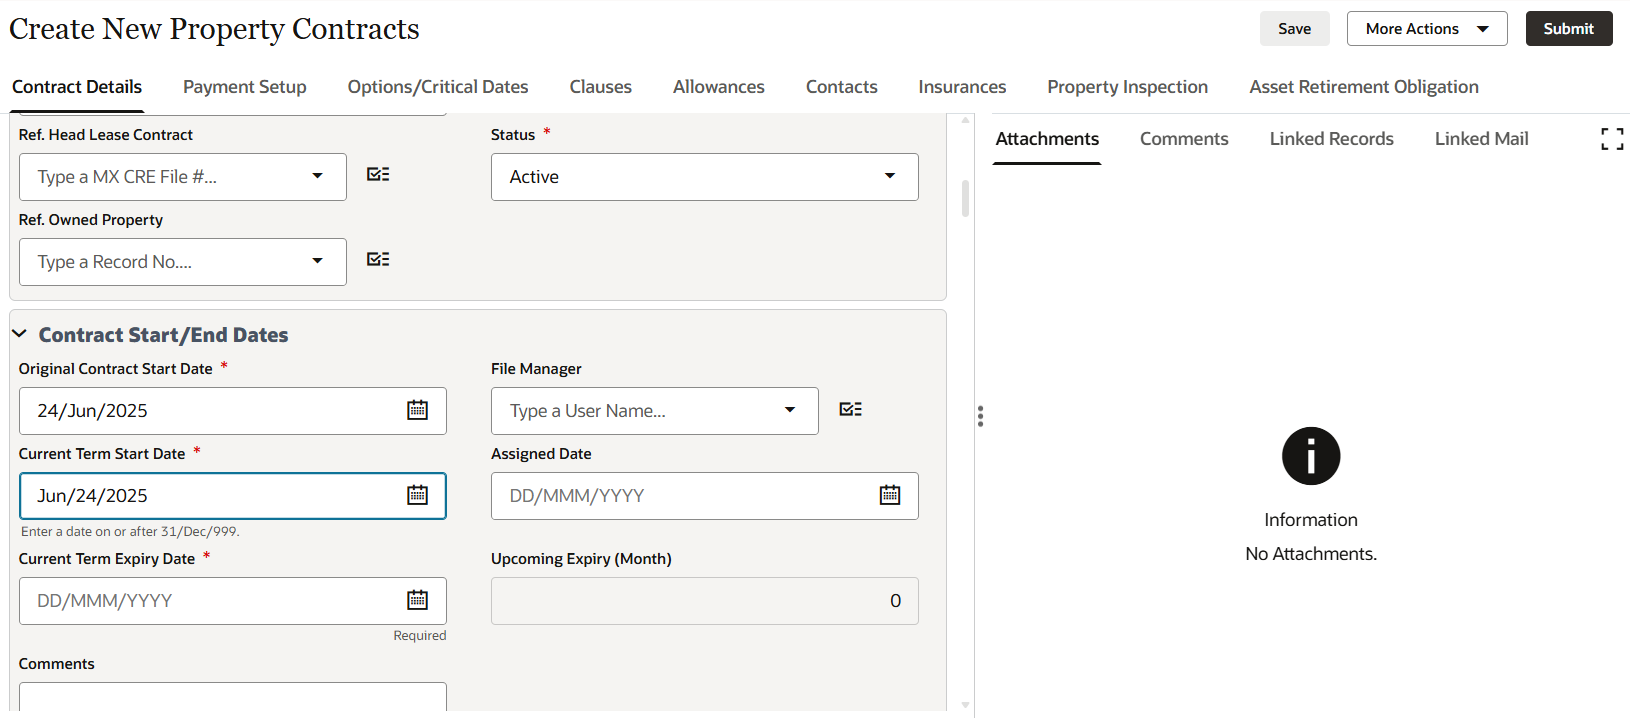 Create New Property Contracts
Save
More Actions
Submit
Contract Details
Payment Setup
Options/Critical Dates
Clauses
Allowances
Contacts
Insurances
Property Inspection
Asset Retirement Obligation
Ref. Head Lease Contract
Type a MX CRE File #...
Status *
Active
Ref. Owned Property
Type a Record No....
Contract Start/End Dates
Original Contract Start Date *
24/Jun/2025
File Manager
Type a User Name...
Current Term Start Date *
Jun/24/2025
Enter a date on or after 31/Dec/999.
Assigned Date
DD/MMM/YYYY
Current Term Expiry Date *
DD/MMM/YYYY
Required
Upcoming Expiry (Month)
0
Comments
Attachments
Comments
Linked Records
Linked Mail
Information
No Attachments.